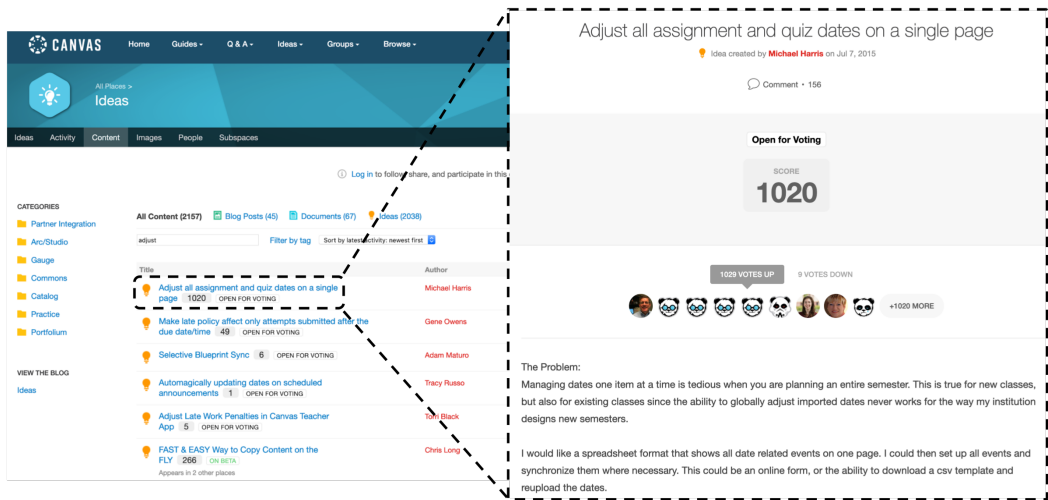 CANVAS
Home Guides Q & A Ideas Groups Browse
All Places >
Ideas
Ideas Activity Content Images People Subspaces
Log in to follow, share, and participate in this
CATEGORIES
Partner Integration
Arc/Studio
Gauge
Commons
Catalog
Practice
Portfolium
VIEW THE BLOG
Ideas
All Content (2157) Blog Posts (45) Documents (67) Ideas (2038)
adjust Filter by tag Sort by latest activity: newest first
Title Author
Adjust all assignment and quiz dates on a single Michael Harris
page 1020 OPEN FOR VOTING
Make late policy affect only attempts submitted after the Gene Owens
due date/time 49 OPEN FOR VOTING
Selective Blueprint Sync 6 OPEN FOR VOTING Adam Maturo
Automagically updating dates on scheduled Tracy Russo
announcements 1 OPEN FOR VOTING
Adjust Late Work Penalties in Canvas Teacher Torri Black
App 5 OPEN FOR VOTING
FAST & EASY Way to Copy Content on the Chris Long
FLY 266 ON BETA
Appears in 2 other places
Adjust all assignment and quiz dates on a single page
Idea created by Michael Harris on Jul 7, 2015
Comment • 156
Open for Voting
SCORE
1020
1029 VOTES UP 9 VOTES DOWN
+1020 MORE
The Problem:
Managing dates one item at a time is tedious when you are planning an entire semester. This is true for new classes,
but also for existing classes since the ability to globally adjust imported dates never works for the way my institution
designs new semesters.
I would like a spreadsheet format that shows all date related events on one page. I could then set up all events and
synchronize them where necessary. This could be an online form, or the ability to download a csv template and
reupload the dates.